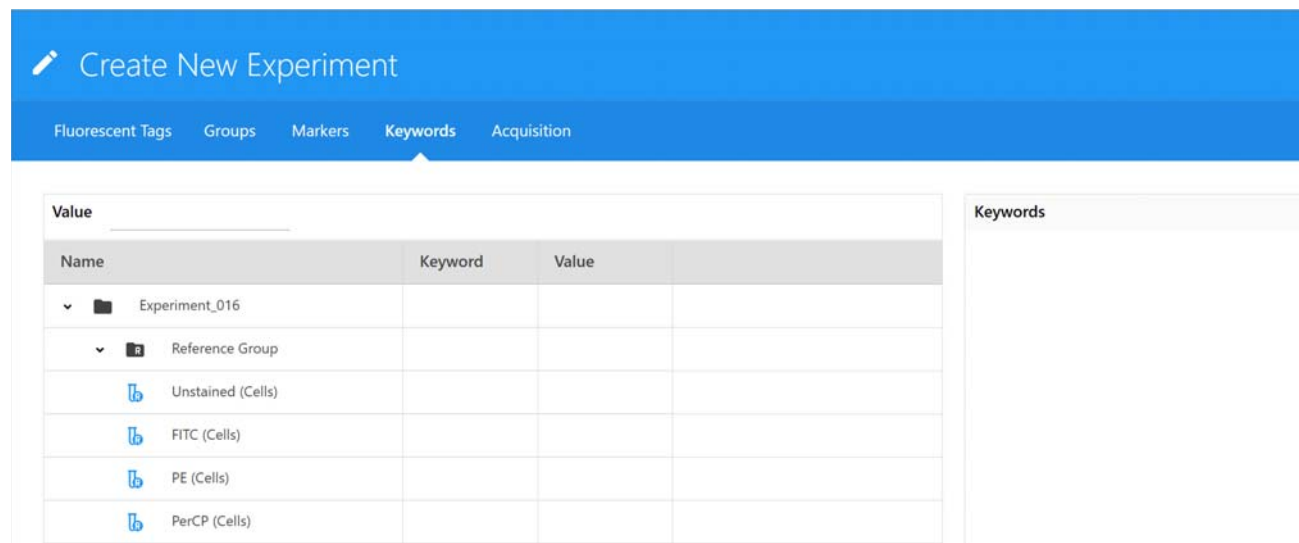 Create New Experiment
Fluorescent Tags Groups Markers Keywords Acquisition
Value
Keywords
Name Keyword Value
Experiment_016
R Reference Group
R Unstained (Cells)
R FITC (Cells)
R PE (Cells)
R PerCP (Cells)